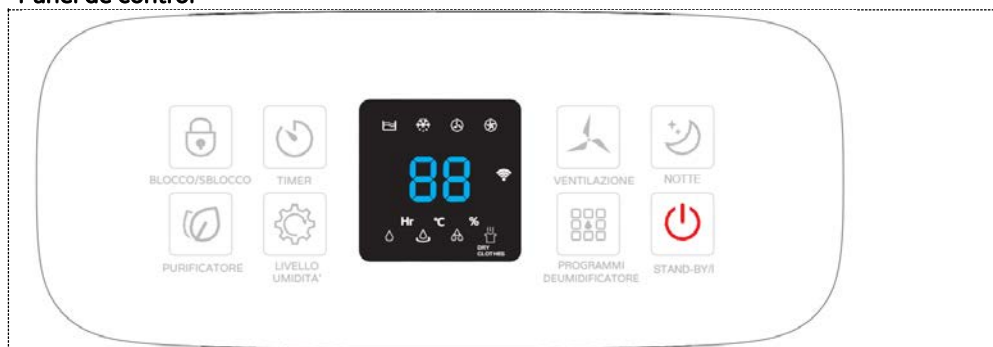 Panel de control
BLOCCO/SBLOCCO
TIMER
88
Hr °C %
DRY
CLOTHES
VENTILAZIONE
NOTTE
PURIFICATORE
LIVELLO
UMIDITA'
PROGRAMMI
DEUMIDIFICATORE
STAND-BY/I